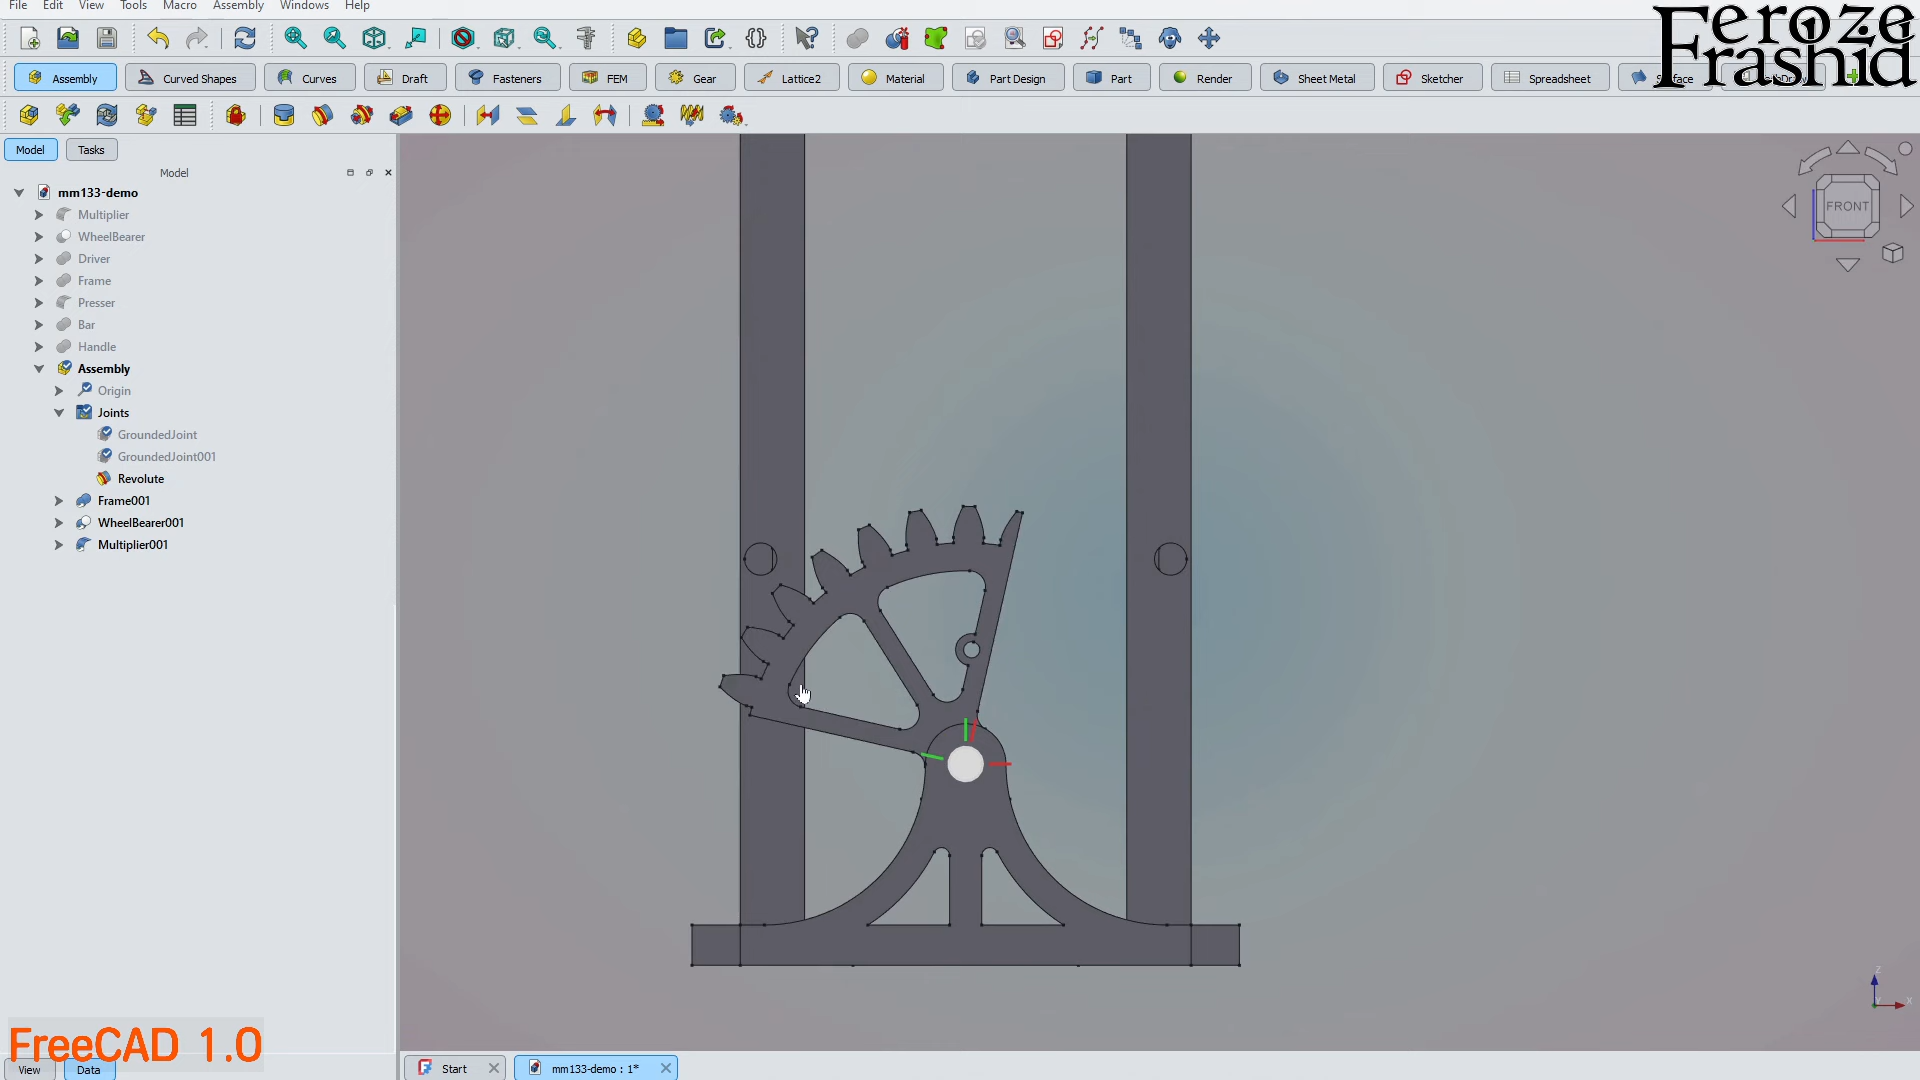 File Edit View Tools Macro Assembly Windows Help
Feroze
Frashid
Assembly Curved Shapes Curves Draft Fasteners FEM Gear Lattice2 Material Part Design Part Render Sheet Metal Sketcher Spreadsheet
Model Tasks
Model
mm133-demo
Multiplier
WheelBearer
Driver
Frame
Presser
Bar
Handle
Assembly
Origin
Joints
GroundedJoint
GroundedJoint001
Revolute
Frame001
WheelBearer001
Multiplier001
FRONT
Z
Y
X
FreeCAD 1.0
View Data
Start
mm133-demo : 1*